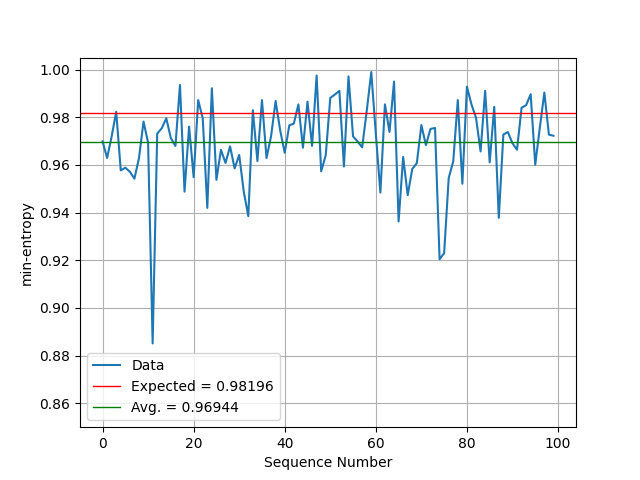 1.00
0.98
0.96
0.94
0.92
0.90
0.88
0.86
min-entropy
Data
Expected = 0.98196
Avg. = 0.96944
0 20 40 60 80 100
Sequence Number